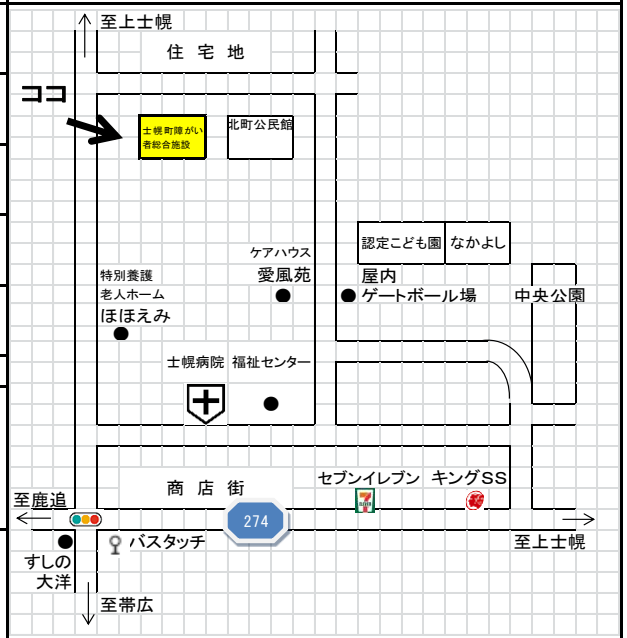 至上士幌
住宅地
ココ
士幌町障がい
者総合施設
北町公民館
認定こども園
なかよし
ケアハウス
愛風苑
屋内
ゲートボール場
中央公園
特別養護
老人ホーム
ほほえみ
士幌病院
福祉センター
セブンイレブン
キングSS
商店街
7
至鹿追
274
バスタッチ
至上士幌
すしの
大洋
至帯広